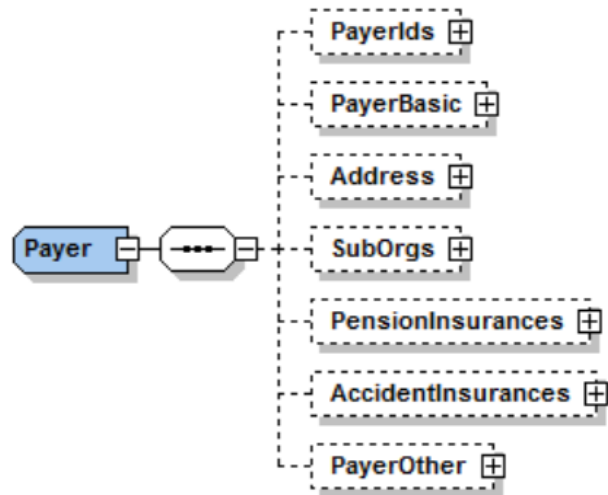 PayerIds
PayerBasic
Address
Payer
SubOrgs
PensionInsurances
AccidentInsurances
PayerOther